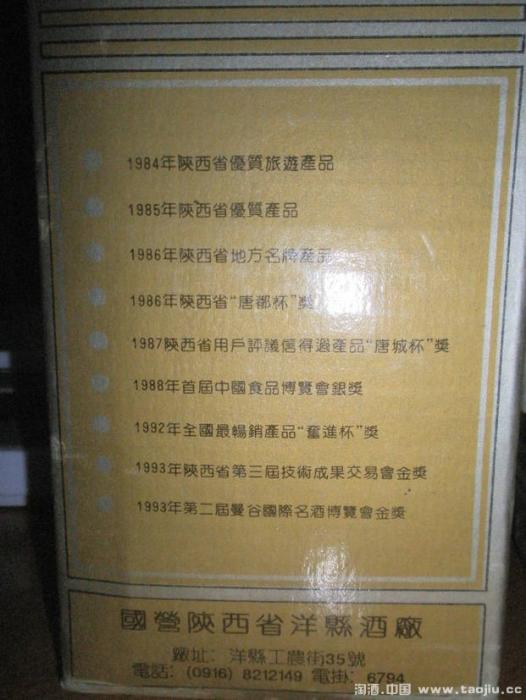 1984年陝西省優質旅遊產品
1985年陝西省優質產品
1986年陝西省地方名牌產品
1986年陝西省“唐都杯”獎
1987陝西省用戶評議信得過產品“唐城杯”獎
1988年首屆中國食品博覽會銀獎
1992年全國最暢銷產品“奮進杯”獎
1993年陝西省第三屆技術成果交易會金獎
1993年第二屆曼谷國際名酒博覽會金獎
國營陝西省洋縣酒廠
廠址: 洋縣工農街35號
電話: (0916) 8212149 電掛: 6794
淘酒.中国 www.taojiu.cc